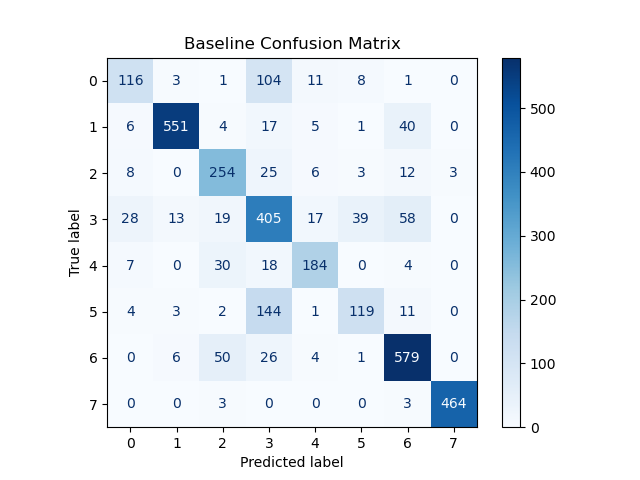 Baseline Confusion Matrix
0 116 3 1 104 11 8 1 0
1 6 551 4 17 5 1 40 0
2 8 0 254 25 6 3 12 3
3 28 13 19 405 17 39 58 0
4 7 0 30 18 184 0 4 0
5 4 3 2 144 1 119 11 0
6 0 6 50 26 4 1 579 0
7 0 0 3 0 0 0 3 464
0 1 2 3 4 5 6 7
True label
Predicted label
500
400
300
200
100
0